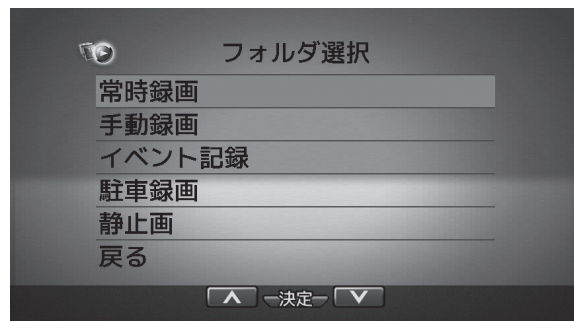 フォルダ選択
常時録画
手動録画
イベント記録
駐車録画
静止画
戻る
決定